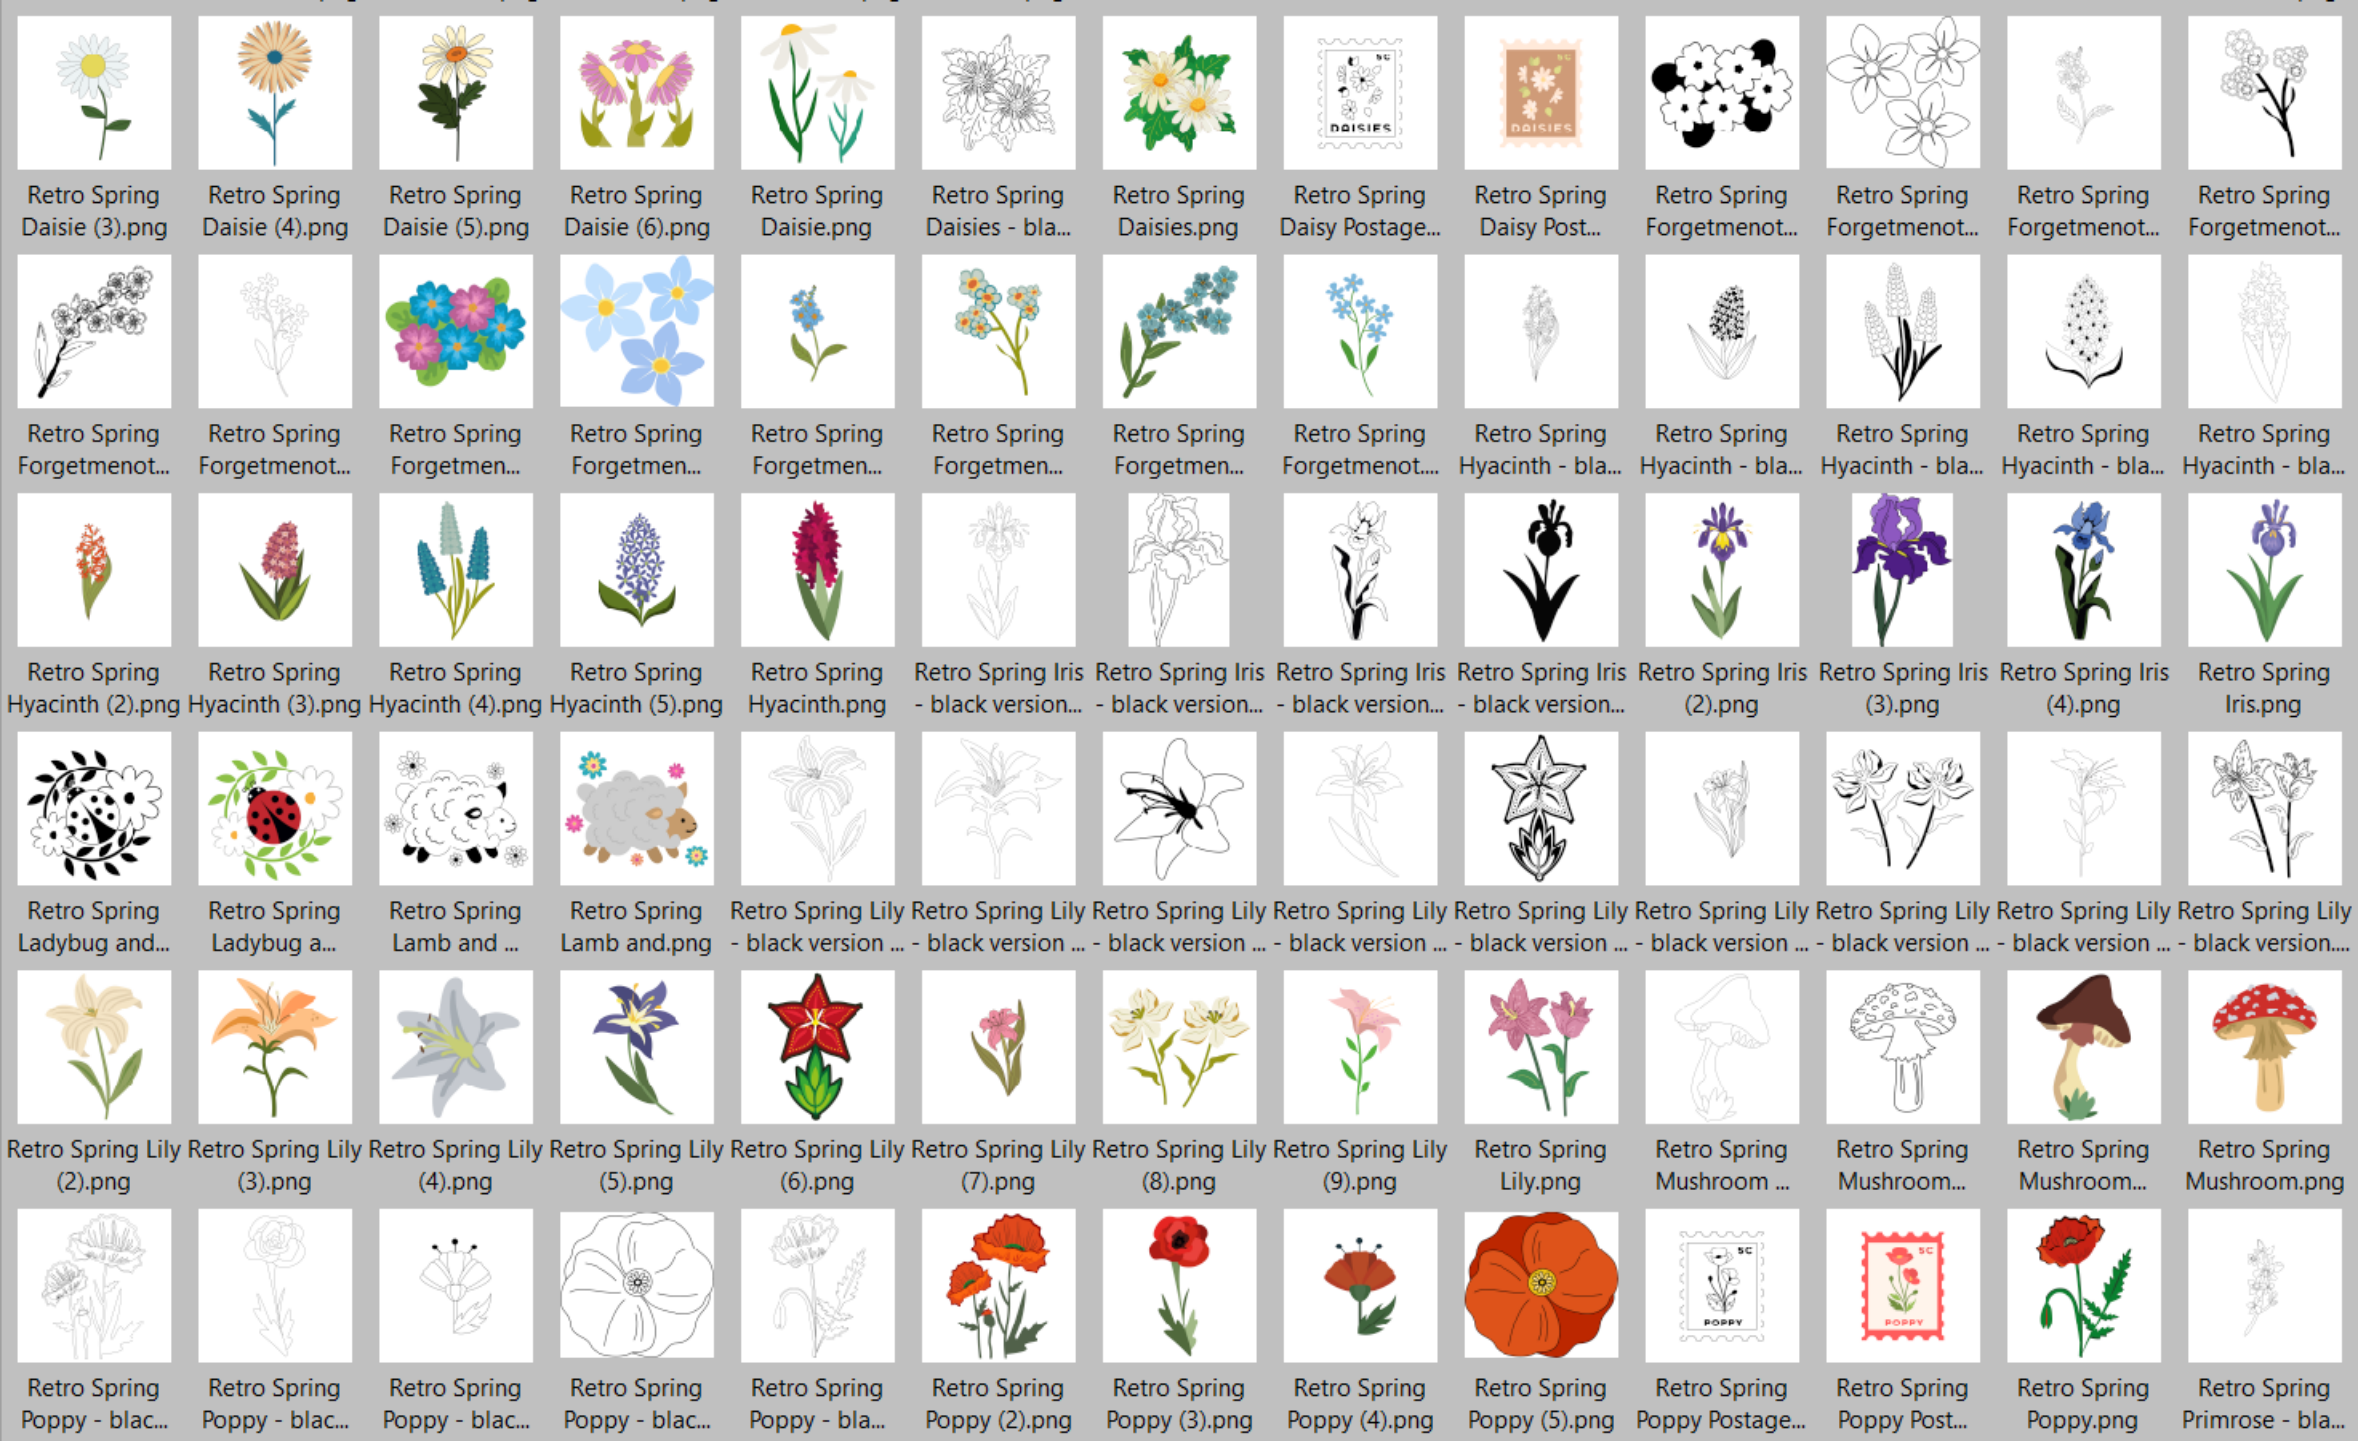 5C
DAISIES
5C
DAISIES
Retro Spring
Daisie (3).png
Retro Spring
Daisie (4).png
Retro Spring
Daisie (5).png
Retro Spring
Daisie (6).png
Retro Spring
Daisie.png
Retro Spring
Daisies - bla...
Retro Spring
Daisies.png
Retro Spring
Daisy Postage...
Retro Spring
Daisy Post...
Retro Spring
Forgetmenot...
Retro Spring
Forgetmenot...
Retro Spring
Forgetmenot...
Retro Spring
Forgetmenot...
Retro Spring
Forgetmenot...
Retro Spring
Forgetmenot...
Retro Spring
Forgetmen...
Retro Spring
Forgetmen...
Retro Spring
Forgetmen...
Retro Spring
Forgetmen...
Retro Spring
Forgetmen...
Retro Spring
Forgetmenot....
Retro Spring
Hyacinth - bla...
Retro Spring
Hyacinth - bla...
Retro Spring
Hyacinth - bla...
Retro Spring
Hyacinth - bla...
Retro Spring
Hyacinth - bla...
Retro Spring
Hyacinth (2).png
Retro Spring
Hyacinth (3).png
Retro Spring
Hyacinth (4).png
Retro Spring
Hyacinth (5).png
Retro Spring
Hyacinth.png
Retro Spring Iris
- black version...
Retro Spring Iris
- black version...
Retro Spring Iris
- black version...
Retro Spring Iris
- black version...
Retro Spring Iris
(2).png
Retro Spring Iris
(3).png
Retro Spring Iris
(4).png
Retro Spring
Iris.png
Retro Spring
Ladybug and...
Retro Spring
Ladybug a...
Retro Spring
Lamb and ...
Retro Spring
Lamb and.png
Retro Spring Lily
- black version ...
Retro Spring Lily
- black version ...
Retro Spring Lily
- black version ...
Retro Spring Lily
- black version ...
Retro Spring Lily
- black version ...
Retro Spring Lily
- black version ...
Retro Spring Lily
- black version ...
Retro Spring Lily
- black version ...
Retro Spring Lily
- black version....
Retro Spring Lily
(2).png
Retro Spring Lily
(3).png
Retro Spring Lily
(4).png
Retro Spring Lily
(5).png
Retro Spring Lily
(6).png
Retro Spring Lily
(7).png
Retro Spring Lily
(8).png
Retro Spring Lily
(9).png
Retro Spring
Lily.png
Retro Spring
Mushroom ...
Retro Spring
Mushroom...
Retro Spring
Mushroom...
Retro Spring
Mushroom.png
5C
POPPY
5C
POPPY
Retro Spring
Poppy - blac...
Retro Spring
Poppy - blac...
Retro Spring
Poppy - blac...
Retro Spring
Poppy - blac...
Retro Spring
Poppy - bla...
Retro Spring
Poppy (2).png
Retro Spring
Poppy (3).png
Retro Spring
Poppy (4).png
Retro Spring
Poppy (5).png
Retro Spring
Poppy Postage...
Retro Spring
Poppy Post...
Retro Spring
Poppy.png
Retro Spring
Primrose - bla...